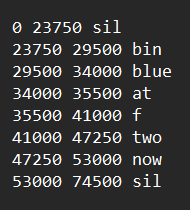 0 23750 sil
23750 29500 bin
29500 34000 blue
34000 35500 at
35500 41000 f
41000 47250 two
47250 53000 now
53000 74500 sil